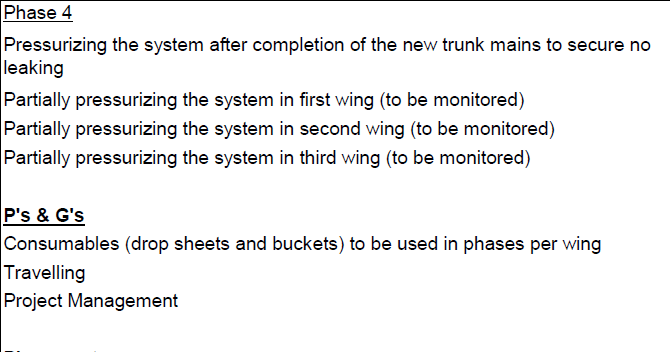 Phase 4
Pressurizing the system after completion of the new trunk mains to secure no
leaking
Partially pressurizing the system in first wing (to be monitored)
Partially pressurizing the system in second wing (to be monitored)
Partially pressurizing the system in third wing (to be monitored)
P's & G's
Consumables (drop sheets and buckets) to be used in phases per wing
Travelling
Project Management